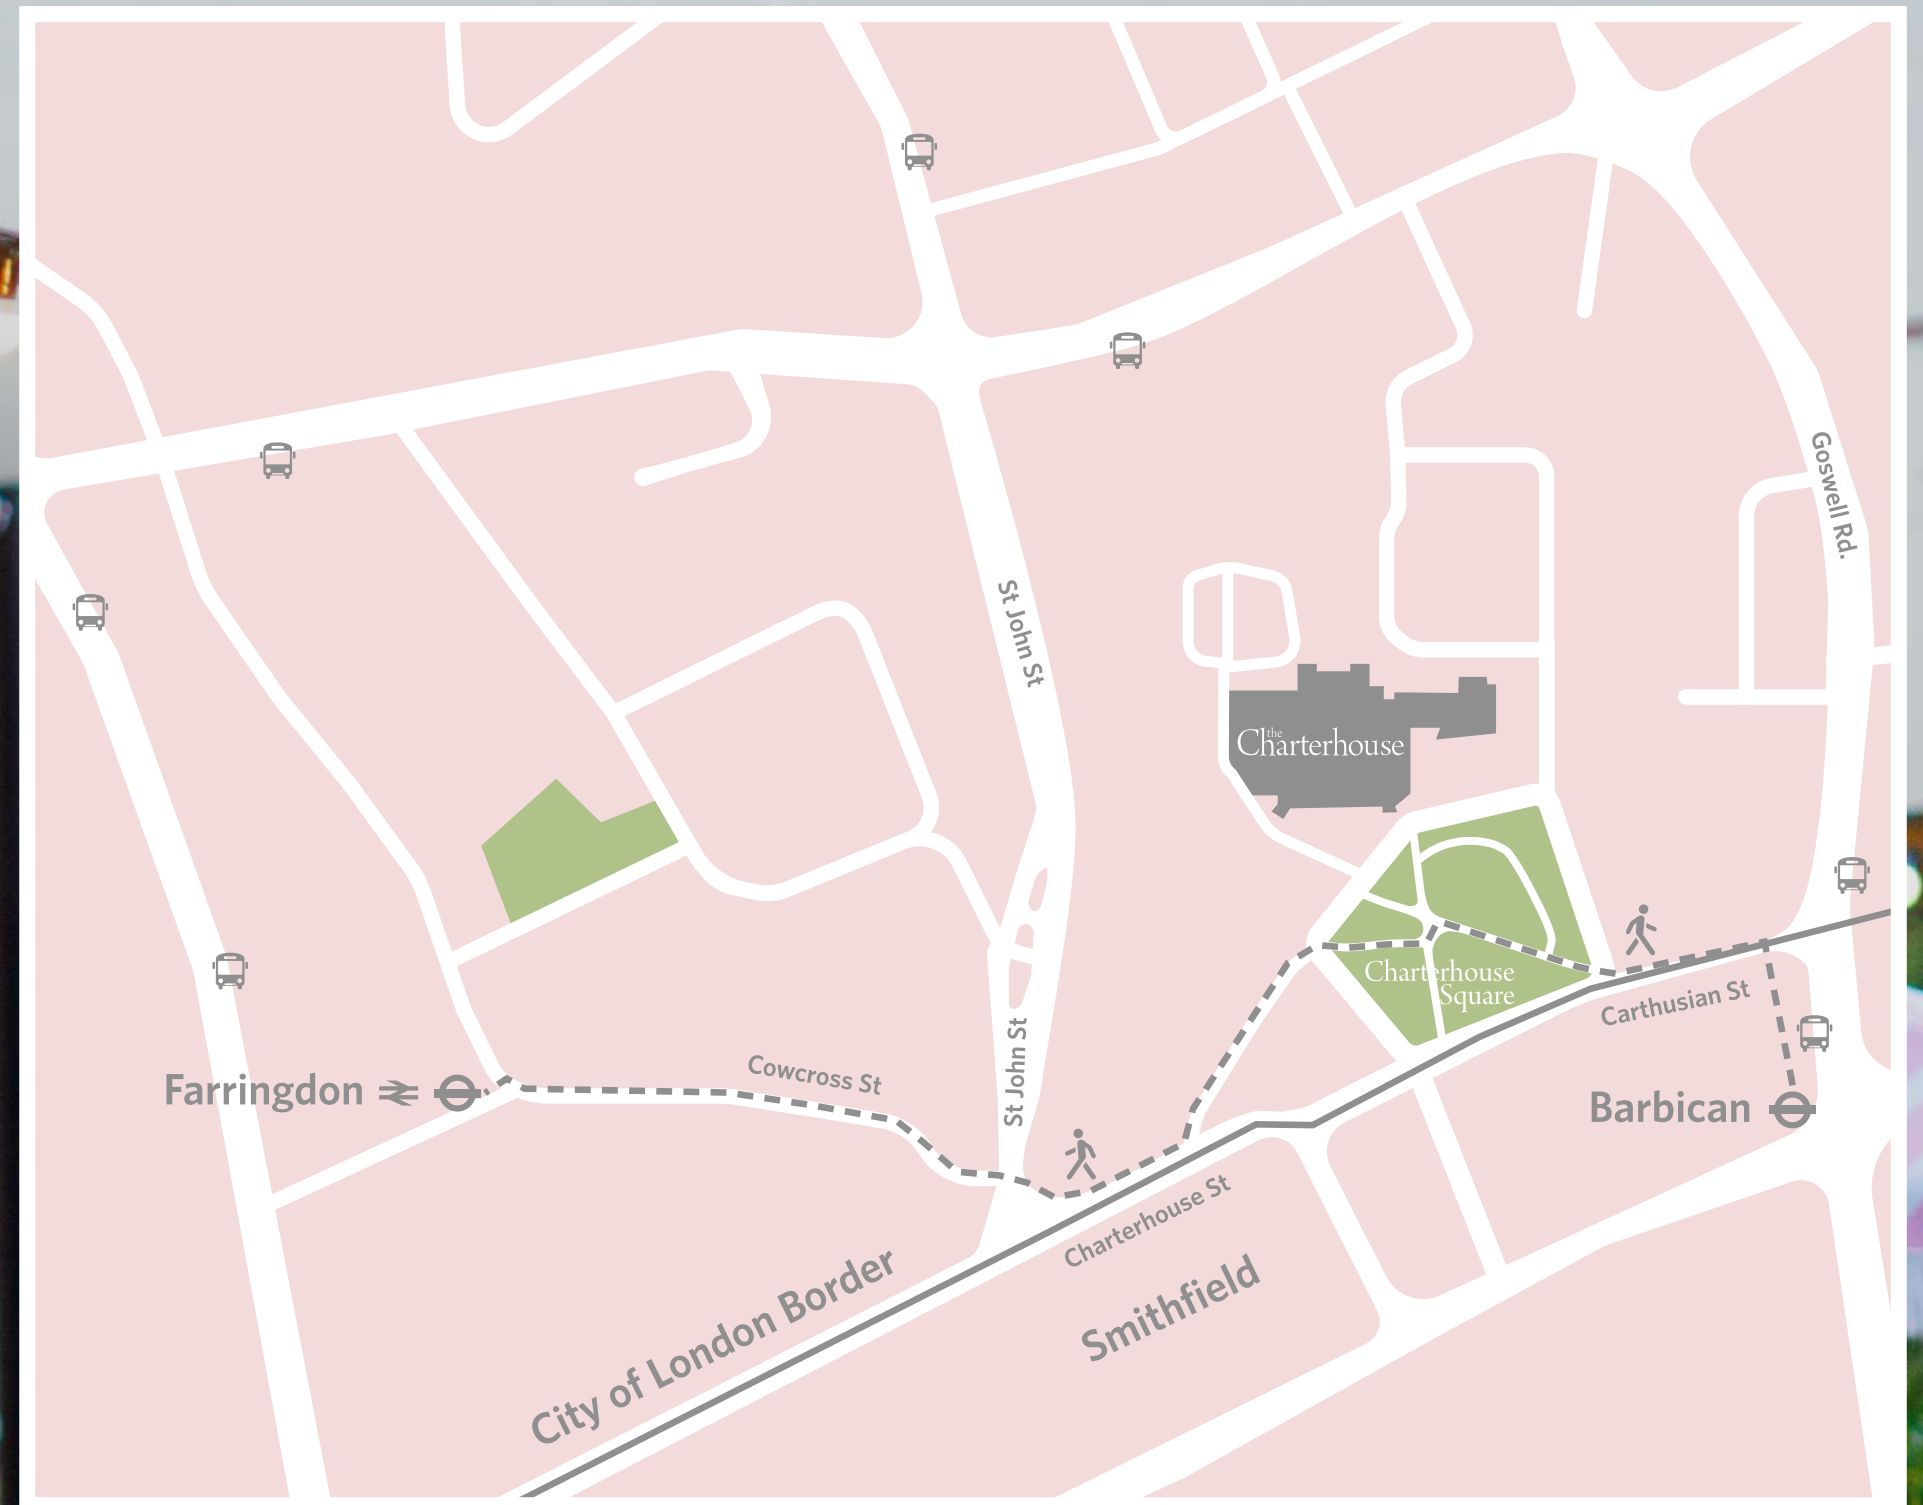 Goswell Rd.
St John St
the
Charterhouse
Charterhouse
Square
Carthusian St
St John St
Cowcross St
Farringdon
Barbican
Charterhouse St
City of London Border
Smithfield